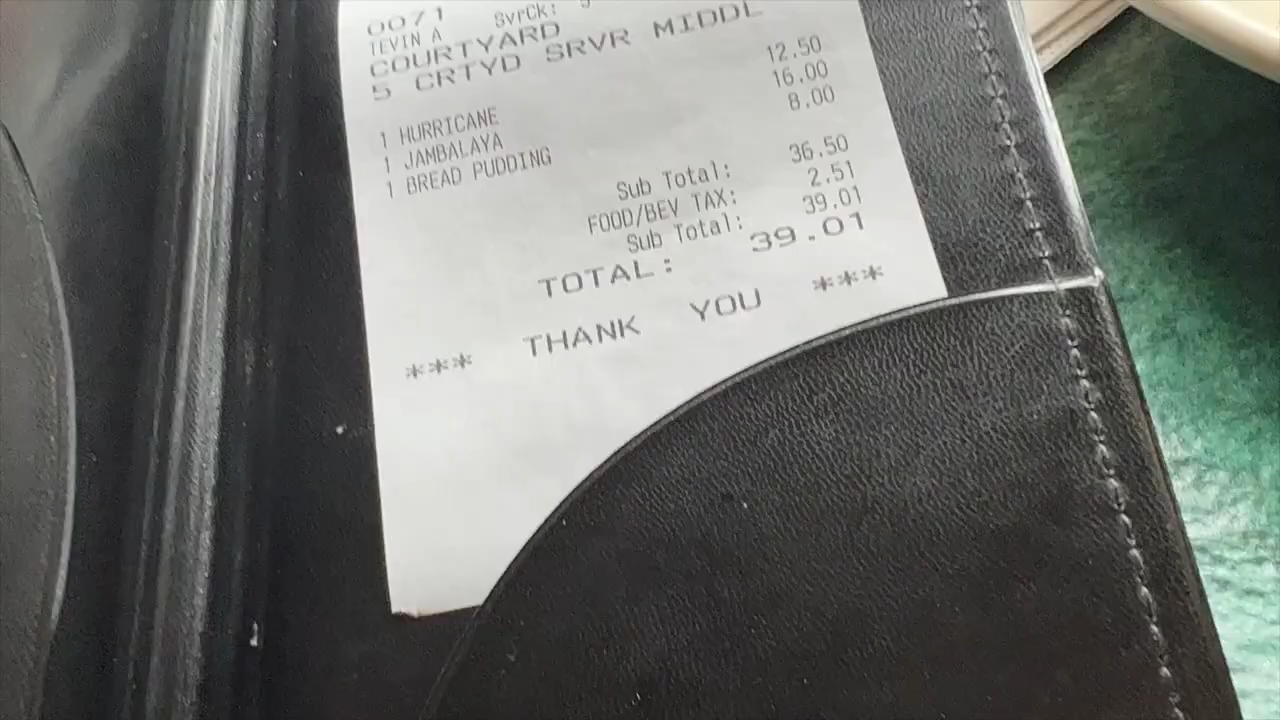 0071 SvrCk:
TEVIN A
COURTYARD
5 CRTYD SRVR MIDDL
1 HURRICANE 12.50
1 JAMBALAYA 16.00
1 BREAD PUDDING 8.00
Sub Total: 36.50
FOOD/BEV TAX: 2.51
Sub Total: 39.01
TOTAL: 39.01
*** THANK YOU ***